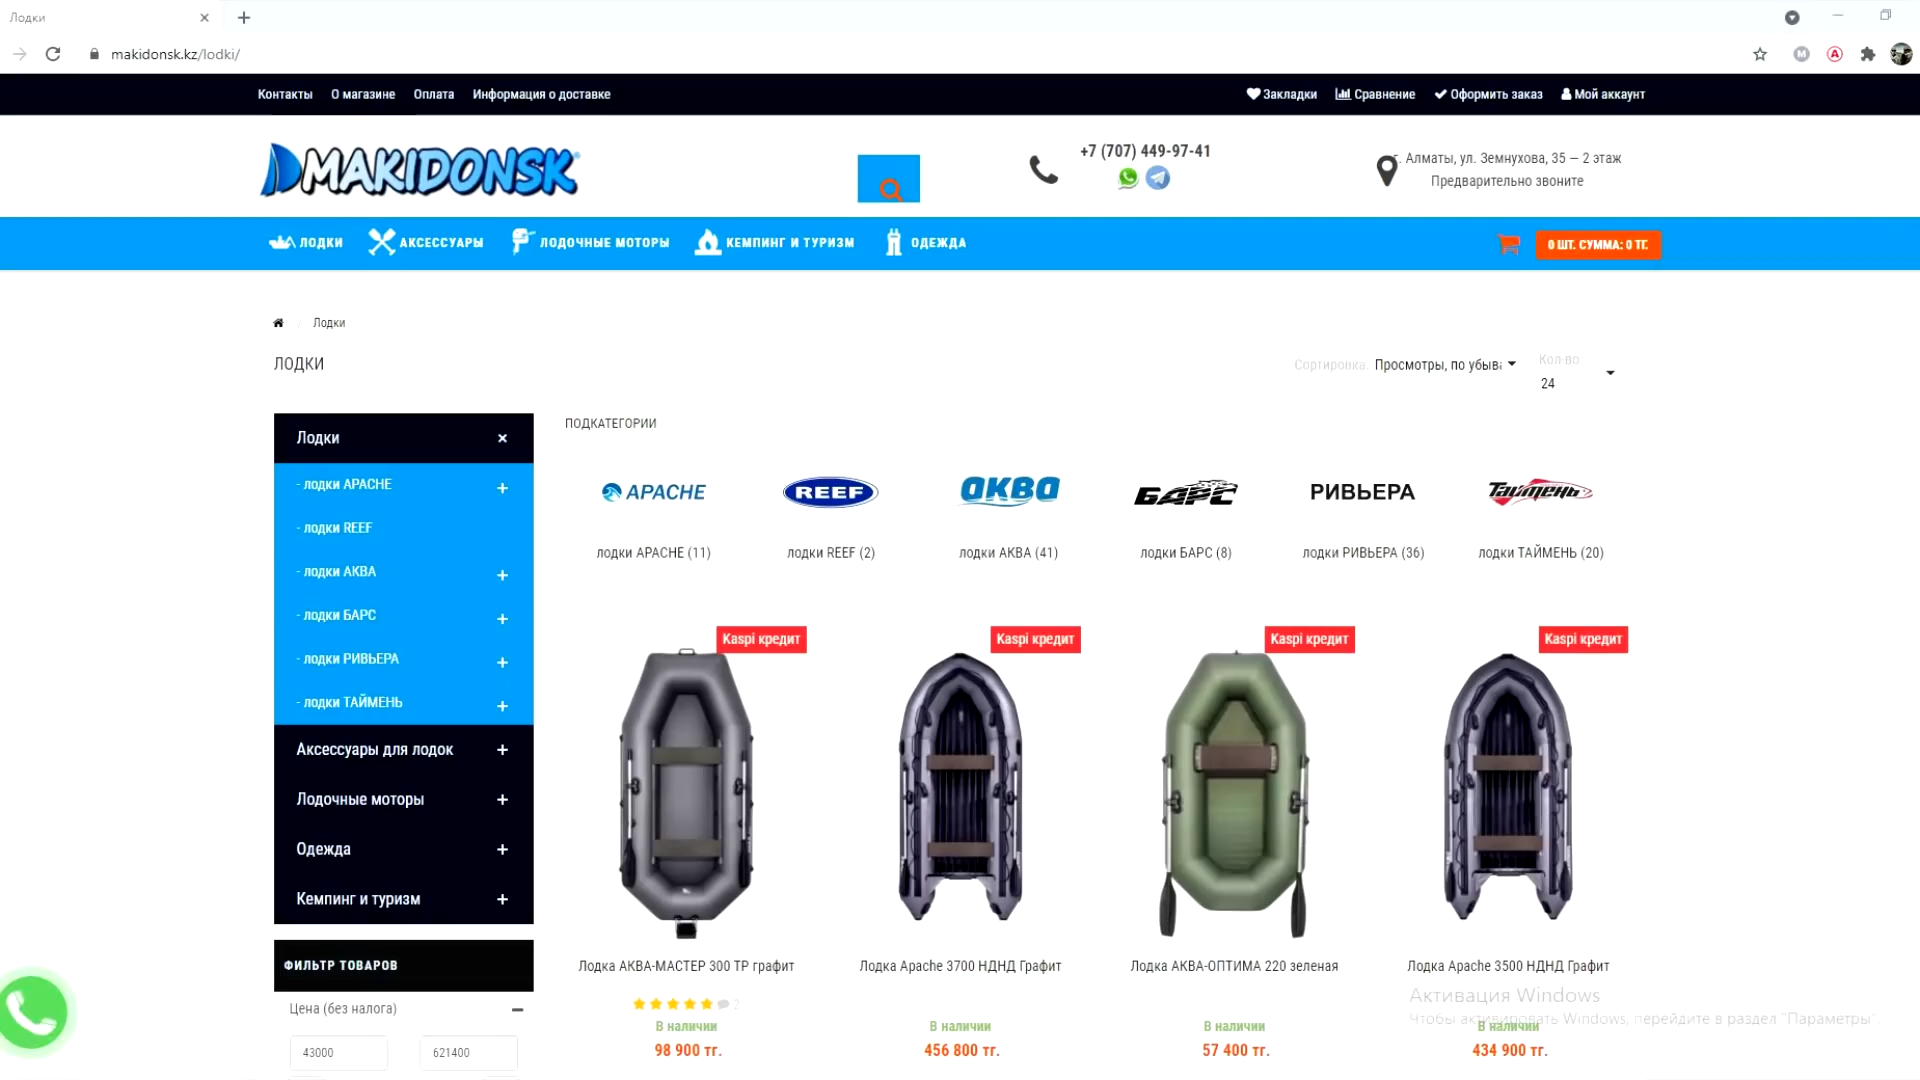 Лодки
makidonsk.kz/lodki/
Контакты О магазине Оплата Информация о доставке Закладки Сравнение Оформить заказ Мой аккаунт
MAKIDONSK
+7 (707) 449-97-41
г. Алматы, ул. Земнухова, 35 — 2 этаж
Предварительно звоните
ЛОДКИ АКСЕССУАРЫ ЛОДОЧНЫЕ МОТОРЫ КЕМПИНГ И ТУРИЗМ ОДЕЖДА 0 ШТ. СУММА: 0 ТГ.
Лодки
ЛОДКИ
Сортировка: Просмотры, по убыв
Кол-во
24
Лодки
- лодки APACHE
- лодки REEF
- лодки АКВА
- лодки БАРС
- лодки РИВЬЕРА
- лодки ТАЙМЕНЬ
Аксессуары для лодок
Лодочные моторы
Одежда
Кемпинг и туризм
ФИЛЬТР ТОВАРОВ
Цена (без налога)
43000 621400
ПОДКАТЕГОРИИ
APACHE REEF аква БАРС РИВЬЕРА Таймень
лодки APACHE (11) лодки REEF (2) лодки АКВА (41) лодки БАРС (8) лодки РИВЬЕРА (36) лодки ТАЙМЕНЬ (20)
Kaspi кредит Kaspi кредит Kaspi кредит Kaspi кредит
Лодка АКВА-МАСТЕР 300 ТР графит Лодка Apache 3700 НДНД Графит Лодка АКВА-ОПТИМА 220 зеленая Лодка Apache 3500 НДНД Графит
2
В наличии В наличии В наличии В наличии
98 900 тг. 456 800 тг. 57 400 тг. 434 900 тг.
Активация Windows
Чтобы активировать Windows, перейдите в раздел "Параметры".